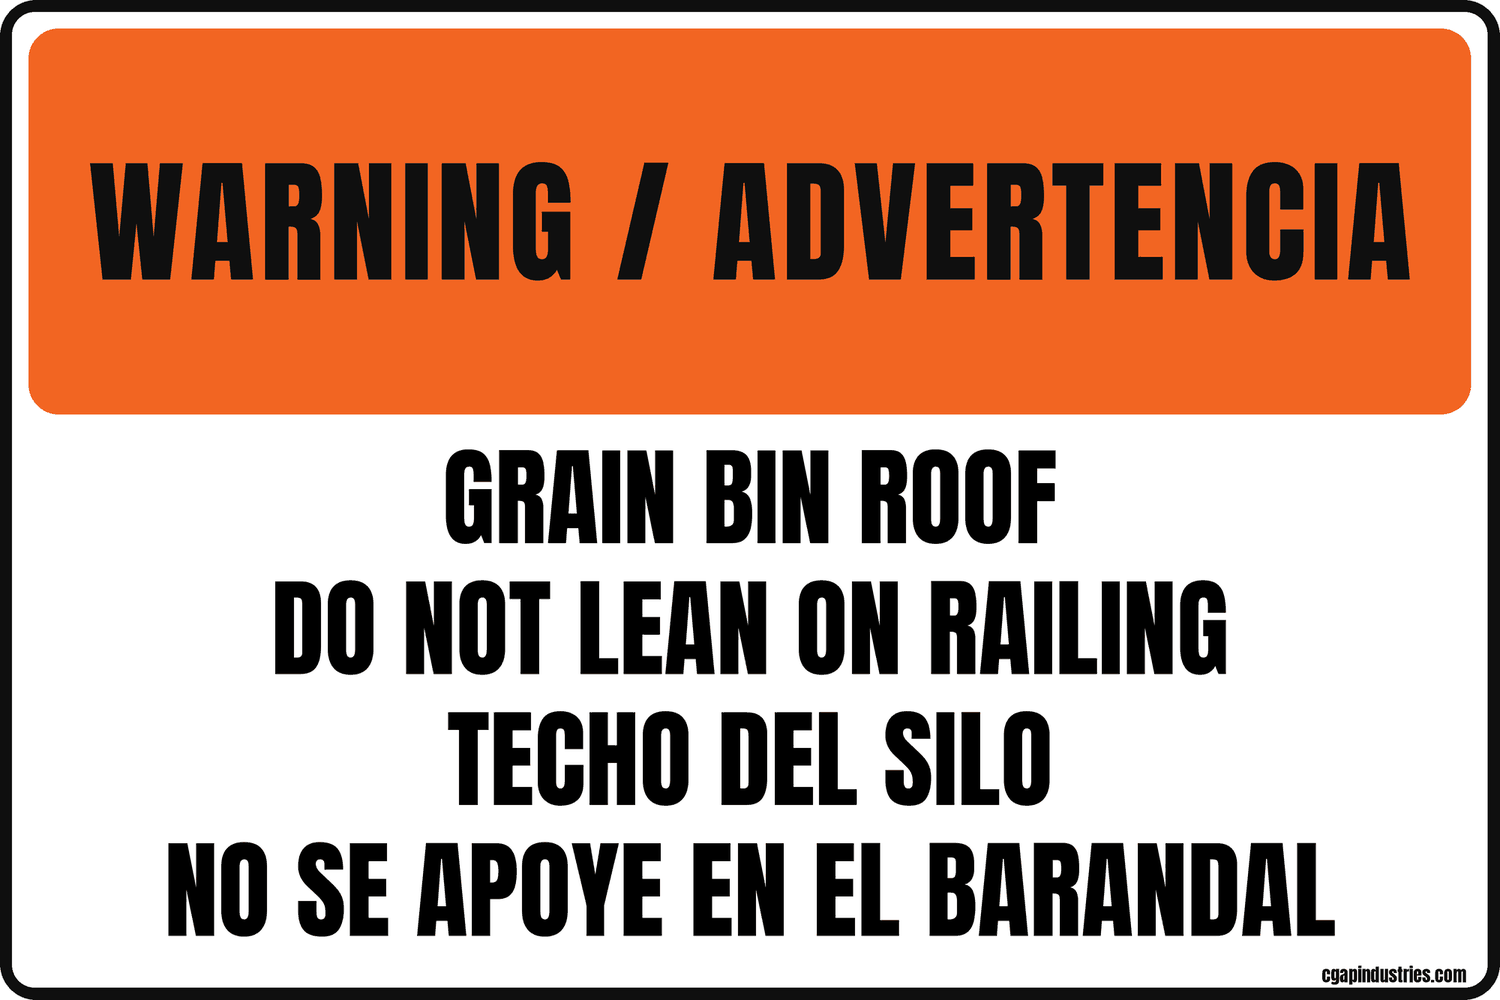 WARNING / ADVERTENCIA
GRAIN BIN ROOF
DO NOT LEAN ON RAILING
TECHO DEL SILO
NO SE APOYE EN EL BARANDAL
cgapindustries.com